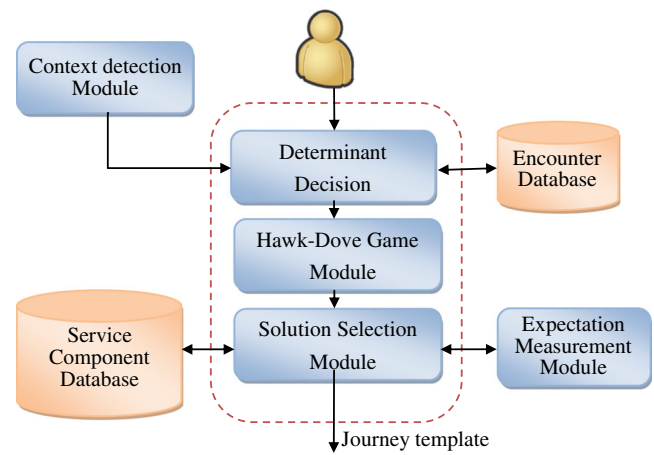 Context detection
Module
Determinant
Decision
Encounter
Database
Hawk-Dove Game
Module
Service
Component
Database
Solution Selection
Module
Expectation
Measurement
Module
Journey template